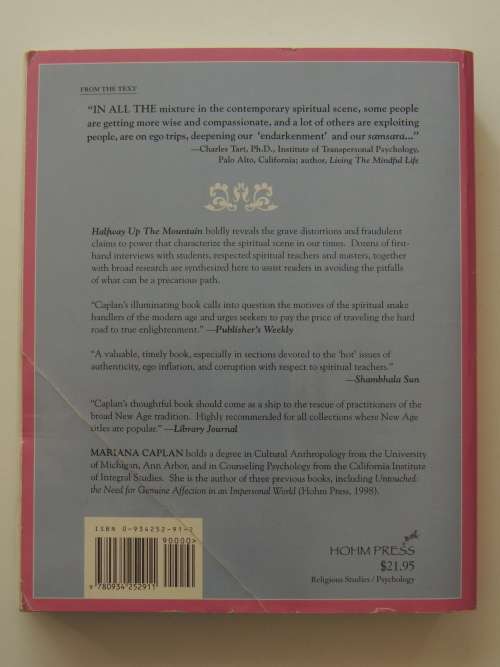 FROM THE TEXT
“IN ALL THE mixture in the contemporary spiritual scene, some people
are getting more wise and compassionate, and a lot of others are exploiting
people, are on ego trips, deepening our ‘endarkenment’ and our samsara...”
—Charles Tart, Ph.D., Institute of Transpersonal Psychology,
Palo Alto, California; author, Living The Mindful Life
Halfway Up The Mountain boldly reveals the grave distortions and fraudulent
claims to power that characterize the spiritual scene in our times. Dozens of first-
hand interviews with students, respected spiritual teachers and masters, together
with broad research are synthesized here to assist readers in avoiding the pitfalls
of what can be a precarious path.
“Caplan’s illuminating book calls into question the motives of the spiritual snake
handlers of the modern age and urges seekers to pay the price of traveling the hard
road to true enlightenment.” —Publisher’s Weekly
“A valuable, timely book, especially in sections devoted to the ‘hot’ issues of
authenticity, ego inflation, and corruption with respect to spiritual teachers.”
—Shambhala Sun
“Caplan’s thoughtful book should come as a ship to the rescue of practitioners of the
broad New Age tradition. Highly recommended for all collections where New Age
titles are popular.” —Library Journal
MARIANA CAPLAN holds a degree in Cultural Anthropology from the University
of Michigan, Ann Arbor, and in Counseling Psychology from the California Institute
of Integral Studies. She is the author of three previous books, including Untouched:
the Need for Genuine Affection in an Impersonal World (Hohm Press, 1998).
ISBN 0-934252-91-2
90000>
9 780934 252911
HOHM PRESS
$21.95
Religious Studies / Psychology